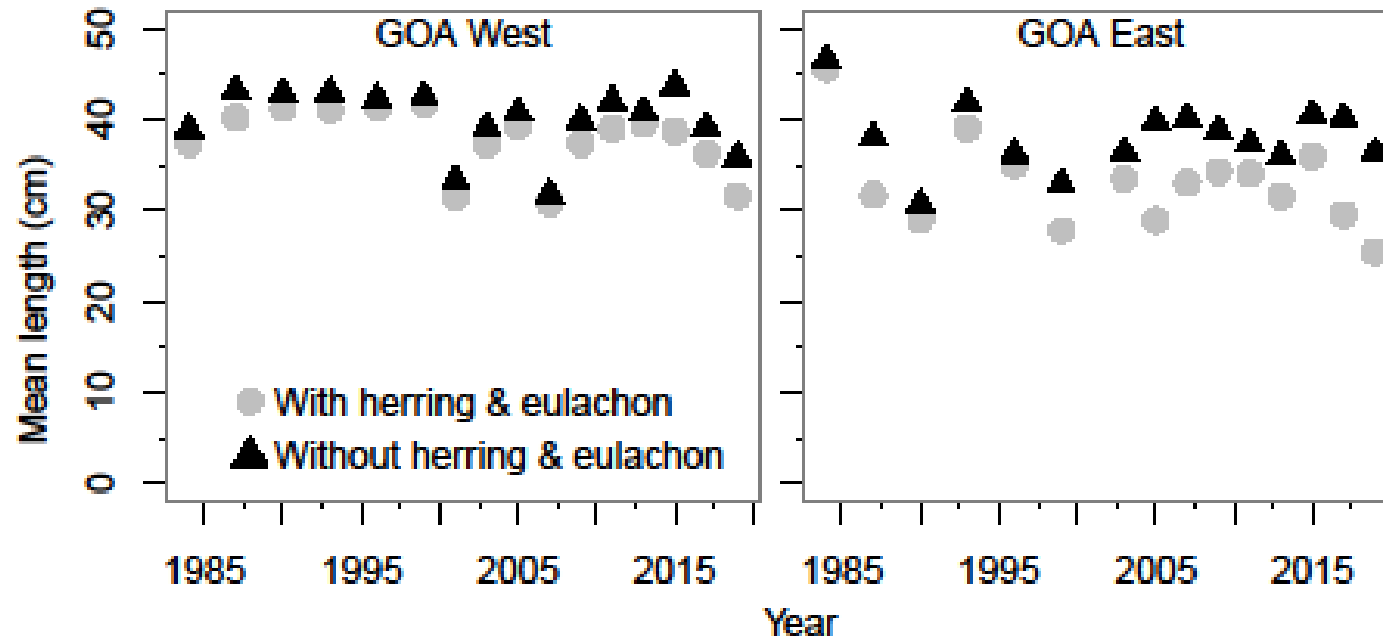 GOA West
GOA East
50
40
30
20
10
0
Mean length (cm)
With herring & eulachon
Without herring & eulachon
1985 1995 2005 2015
1985 1995 2005 2015
Year